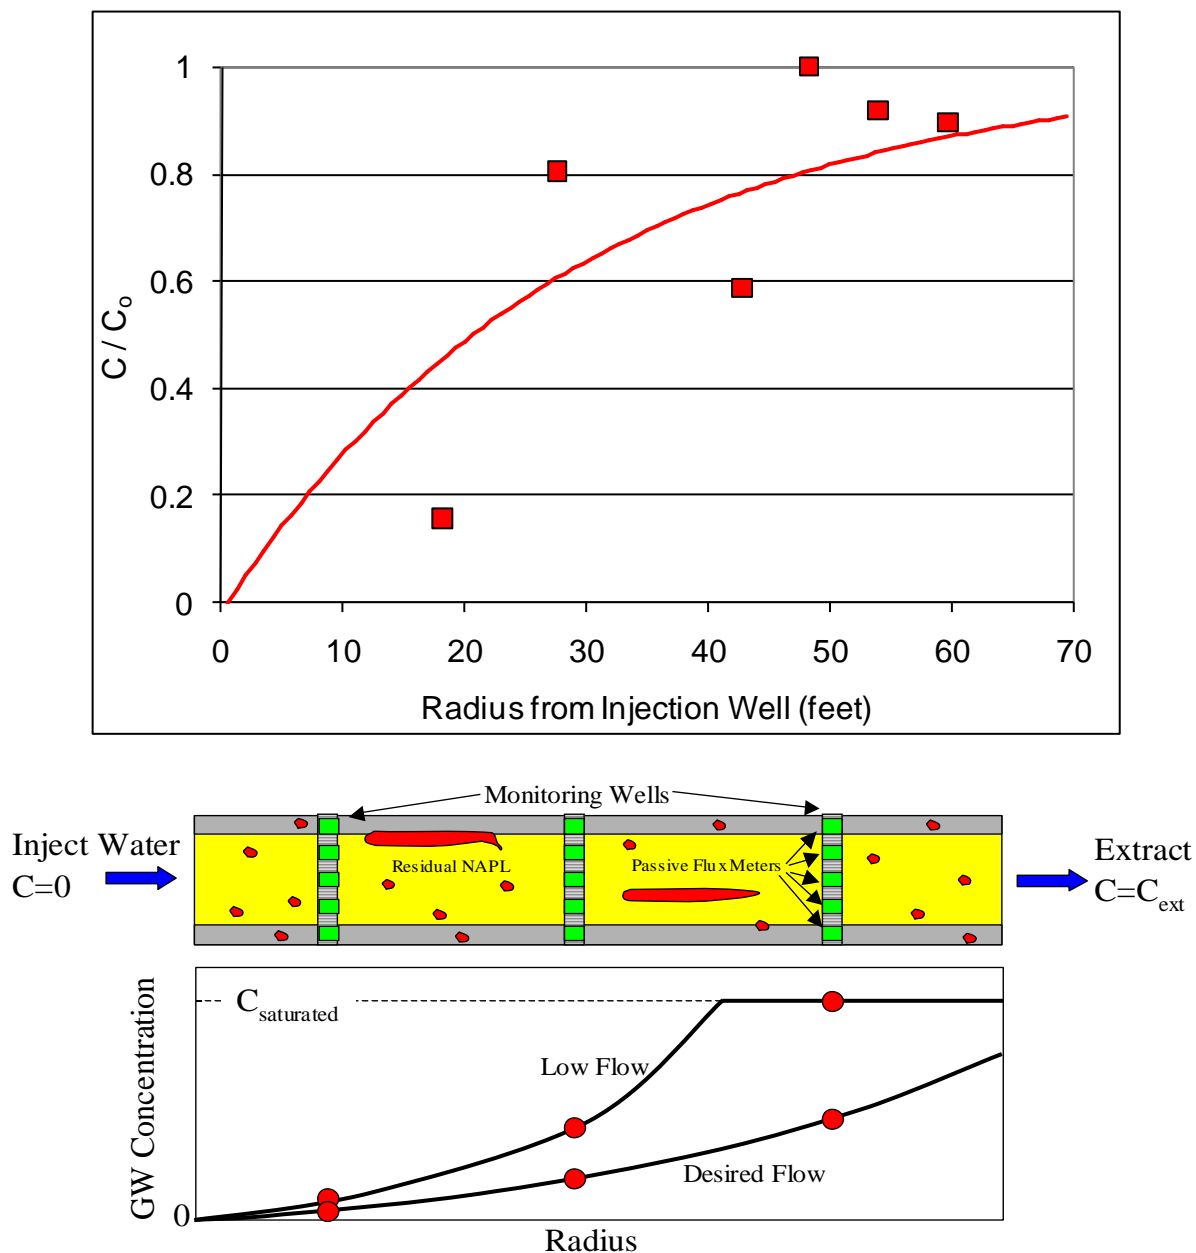 1
0.8
0.6
0.4
0.2
0
C / Co
0 10 20 30 40 50 60 70
Radius from Injection Well (feet)
Monitoring Wells
Inject Water
C=0
Residual NAPL
Passive Flux Meters
Extract
C=Cext
Csaturated
GW Concentration
Low Flow
Desired Flow
0
Radius